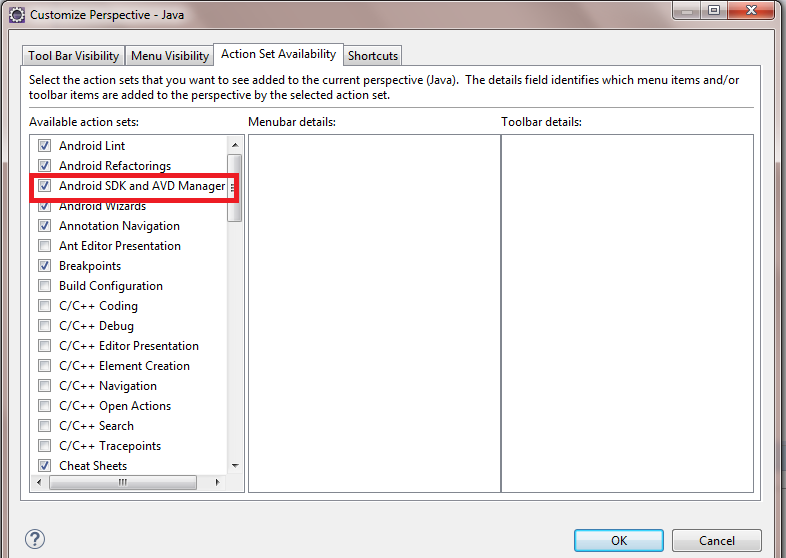 Customize Perspective - Java
Tool Bar Visibility
Menu Visibility
Action Set Availability
Shortcuts
Select the action sets that you want to see added to the current perspective (Java).  The details field identifies which menu items and/or
toolbar items are added to the perspective by the selected action set.
Available action sets:
Menubar details:
Toolbar details:
Android Lint
Android Refactorings
Android SDK and AVD Manager
Android Wizards
Annotation Navigation
Ant Editor Presentation
Breakpoints
Build Configuration
C/C++ Coding
C/C++ Debug
C/C++ Editor Presentation
C/C++ Element Creation
C/C++ Navigation
C/C++ Open Actions
C/C++ Search
C/C++ Tracepoints
Cheat Sheets
?
OK
Cancel